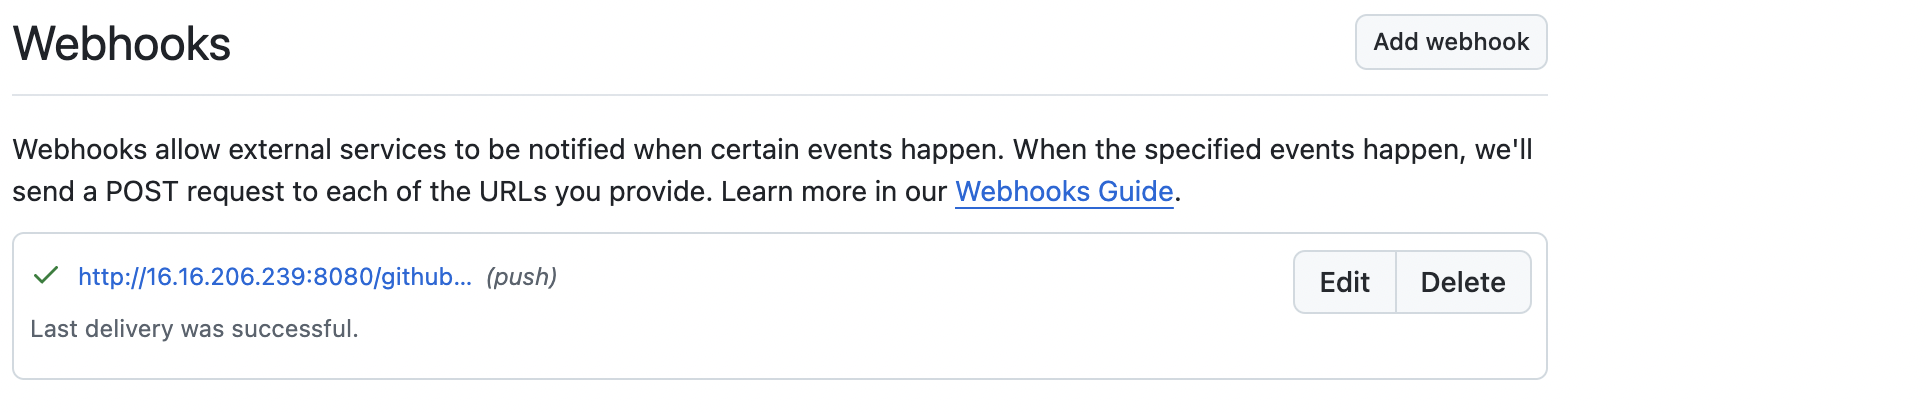 Webhooks
Add webhook
Webhooks allow external services to be notified when certain events happen. When the specified events happen, we'll
send a POST request to each of the URLs you provide. Learn more in our Webhooks Guide.
http://16.16.206.239:8080/github... (push)
Edit
Delete
Last delivery was successful.